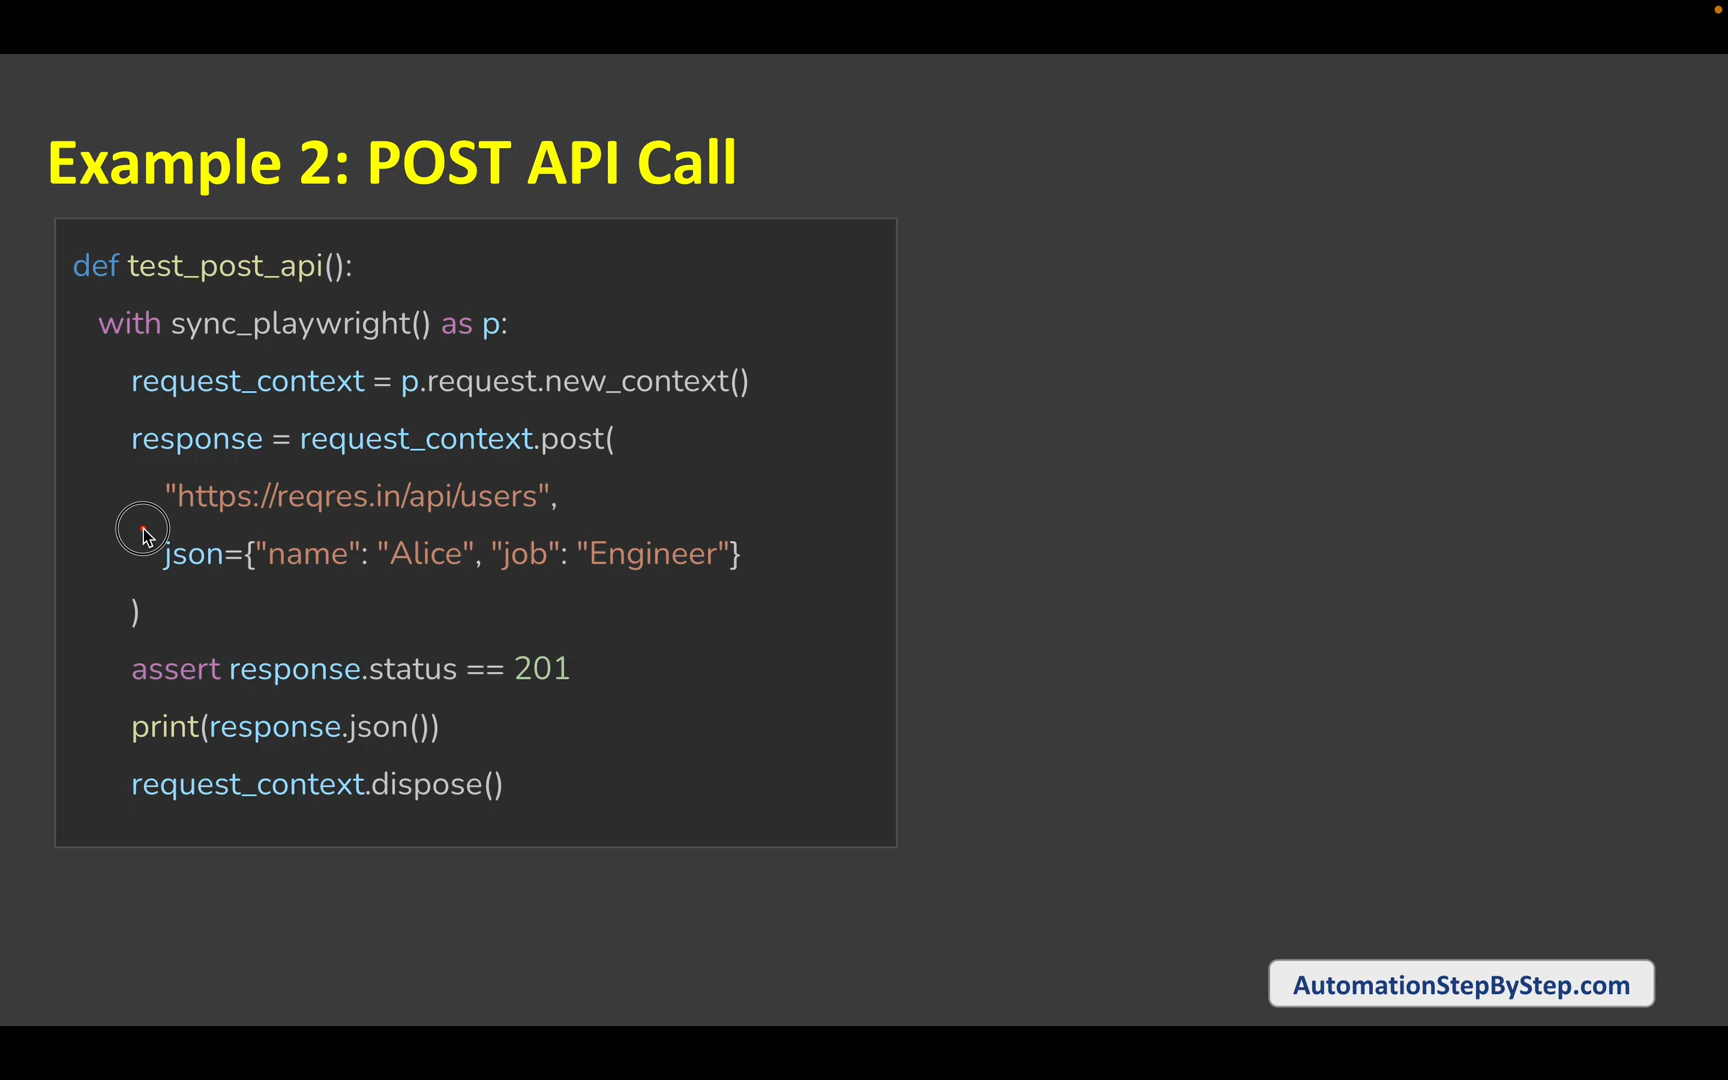 Example 2: POST API Call
def test_post_api():
with sync_playwright() as p:
request_context = p.request.new_context()
response = request_context.post(
"https://reqres.in/api/users",
json={"name": "Alice", "job": "Engineer"}
)
assert response.status == 201
print(response.json())
request_context.dispose()
AutomationStepByStep.com